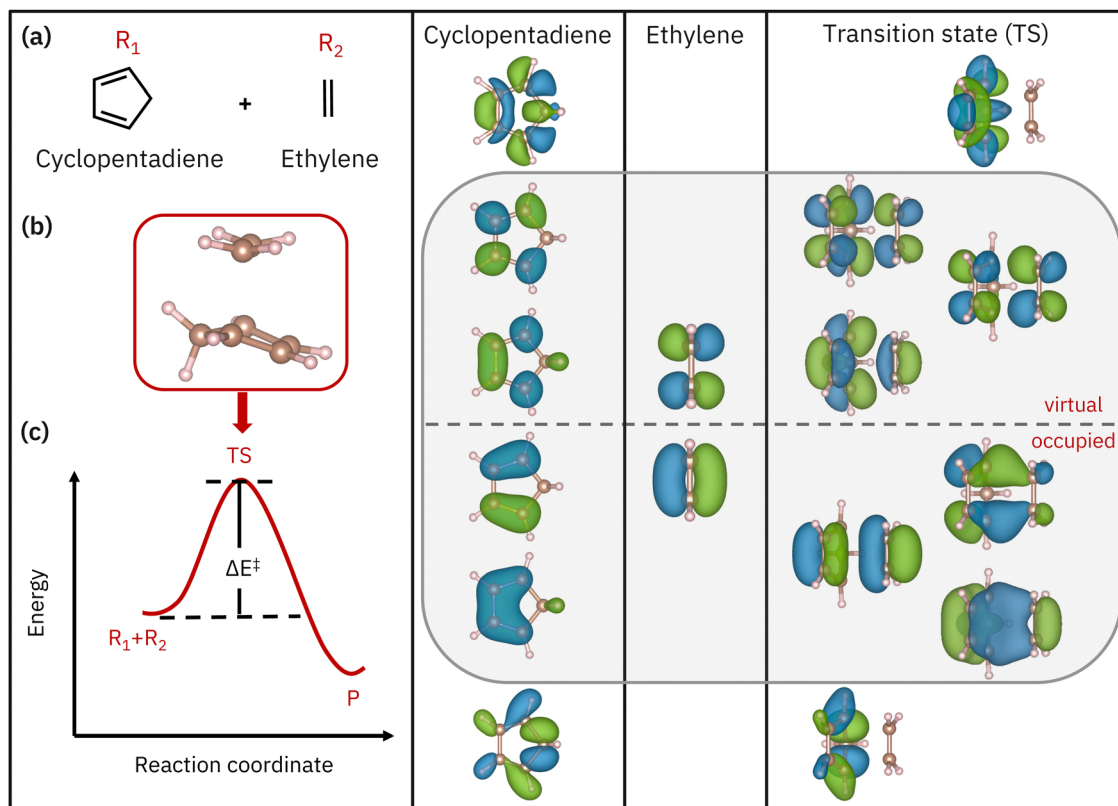 (a)
R₁
R₂
+
Cyclopentadiene
Ethylene
(b)
(c)
TS
ΔE‡
Energy
R₁+R₂
P
Reaction coordinate
Cyclopentadiene
Ethylene
Transition state (TS)
virtual
occupied